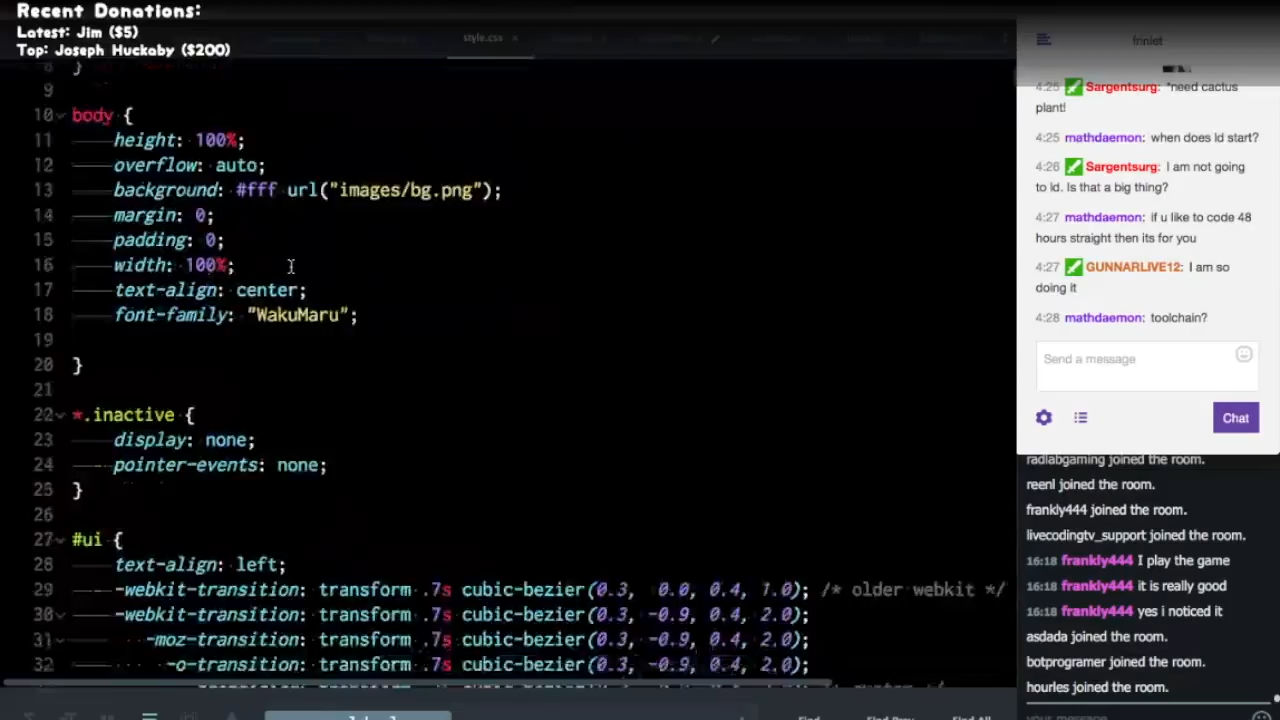 Recent Donations:
Latest: Jim ($5)
Top: Joseph Huckaby ($200)
style.css ×
8 }
9
10 body {
11 height: 100%;
12 overflow: auto;
13 background: #fff url("images/bg.png");
14 margin: 0;
15 padding: 0;
16 width: 100%;
17 text-align: center;
18 font-family: "WakuMaru";
19
20 }
21
22 *.inactive {
23 display: none;
24 pointer-events: none;
25 }
26
27 #ui {
28 text-align: left;
29 -webkit-transition: transform .7s cubic-bezier(0.3, 0.0, 0.4, 1.0); /* older webkit */
30 -webkit-transition: transform .7s cubic-bezier(0.3, -0.9, 0.4, 2.0);
31 -moz-transition: transform .7s cubic-bezier(0.3, -0.9, 0.4, 2.0);
32 -o-transition: transform .7s cubic-bezier(0.3, -0.9, 0.4, 2.0);
Find
Find Prev
Find All
4:25 Sargentsurg: *need cactus
plant!
4:25 mathdaemon: when does ld start?
4:26 Sargentsurg: I am not going
to ld. Is that a big thing?
4:27 mathdaemon: if u like to code 48
hours straight then its for you
4:27 GUNNARLIVE12: I am so
doing it
4:28 mathdaemon: toolchain?
Send a message
Chat
radlabgaming joined the room.
reenl joined the room.
frankly444 joined the room.
livecodingtv_support joined the room.
16:18 frankly444 I play the game
16:18 frankly444 it is really good
16:18 frankly444 yes i noticed it
asdada joined the room.
botprogramer joined the room.
hourles joined the room.
your message